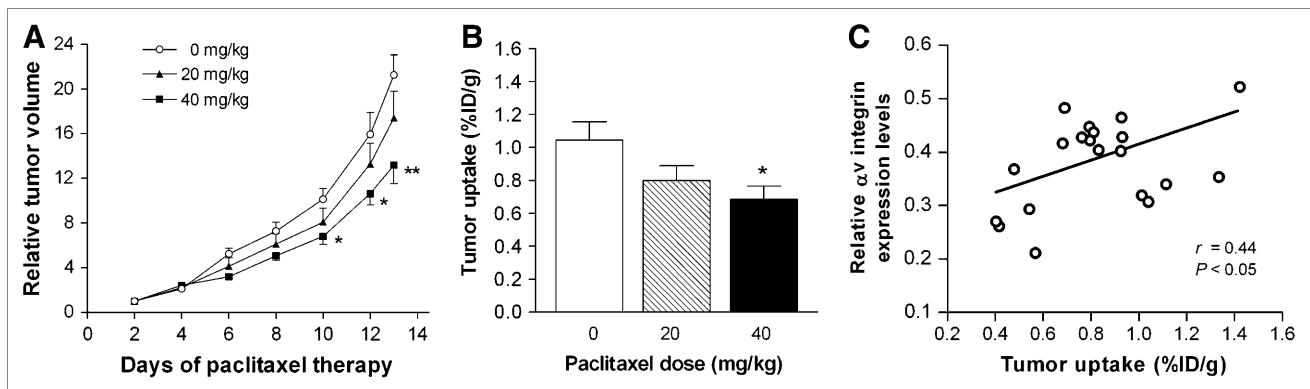 A
0 mg/kg
20 mg/kg
40 mg/kg
24
20
16
12
8
4
0
0 2 4 6 8 10 12 14
Relative tumor volume
Days of paclitaxel therapy
*
*
**
B
1.6
1.4
1.2
1.0
0.8
0.6
0.4
0.2
0.0
0 20 40
Tumor uptake (%ID/g)
Paclitaxel dose (mg/kg)
*
C
0.6
0.5
0.4
0.3
0.2
0.1
0.2 0.4 0.6 0.8 1.0 1.2 1.4 1.6
Relative αv integrin
expression levels
Tumor uptake (%ID/g)
r = 0.44
P < 0.05